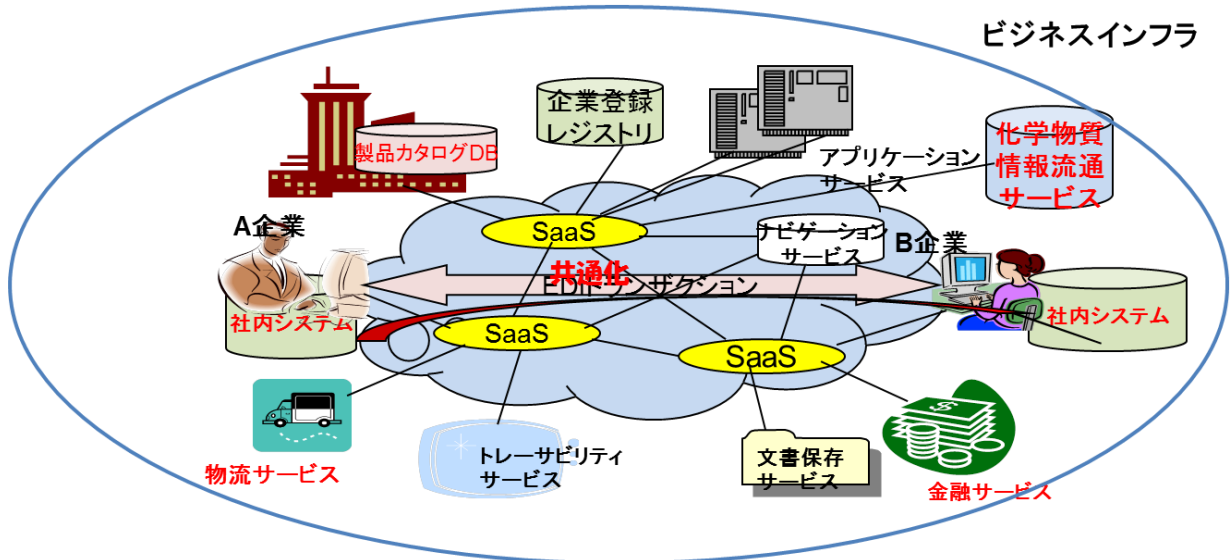 ビジネスインフラ
企業登録
レジストリ
製品カタログDB
化学物質
情報流通
サービス
アプリケーション
サービス
A企業
SaaS
ナビゲーション
サービス
B企業
共通化
EDIトランザクション
社内システム
社内システム
SaaS
SaaS
物流サービス
トレーサビリティ
サービス
文書保存
サービス
金融サービス